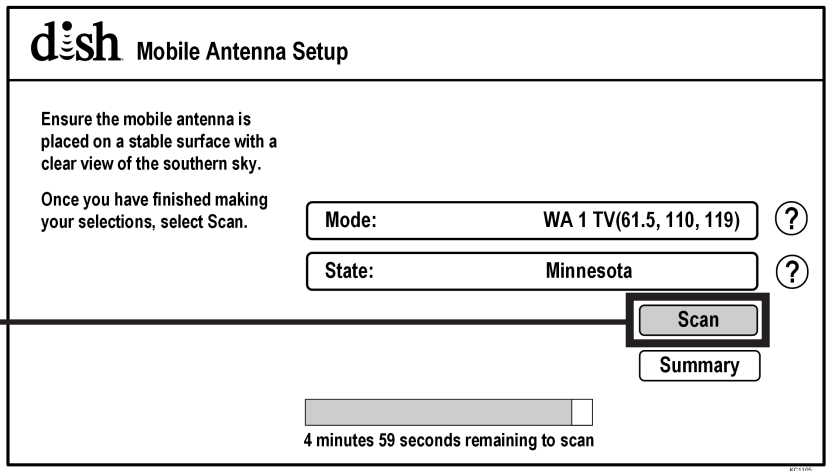 dish Mobile Antenna Setup
Ensure the mobile antenna is
placed on a stable surface with a
clear view of the southern sky.
Once you have finished making
your selections, select Scan.
Mode: WA 1 TV(61.5, 110, 119) ?
State: Minnesota ?
Scan
Summary
4 minutes 59 seconds remaining to scan
KC1105